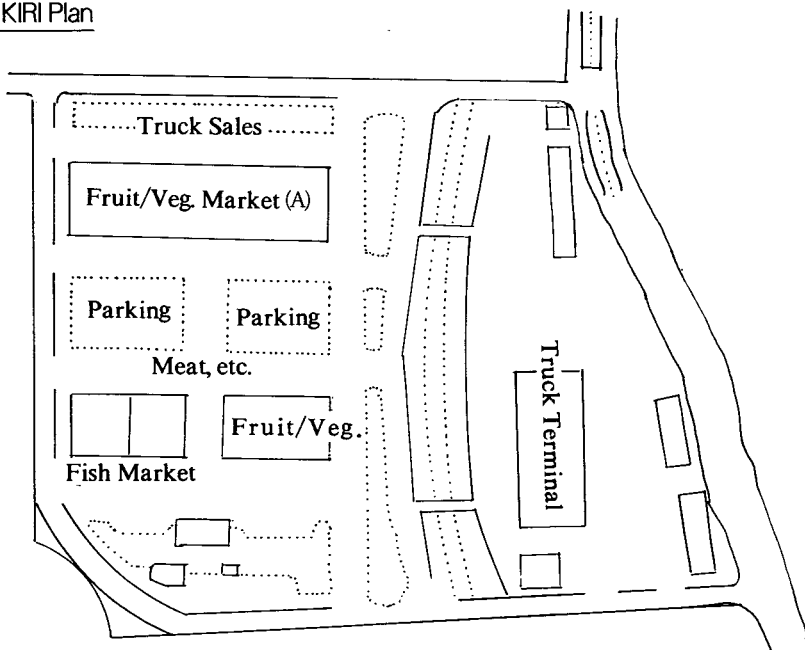 KIRI Plan
Truck Sales
Fruit/Veg. Market (A)
Parking
Parking
Meat, etc.
Fruit/Veg.
Fish Market
Truck Terminal